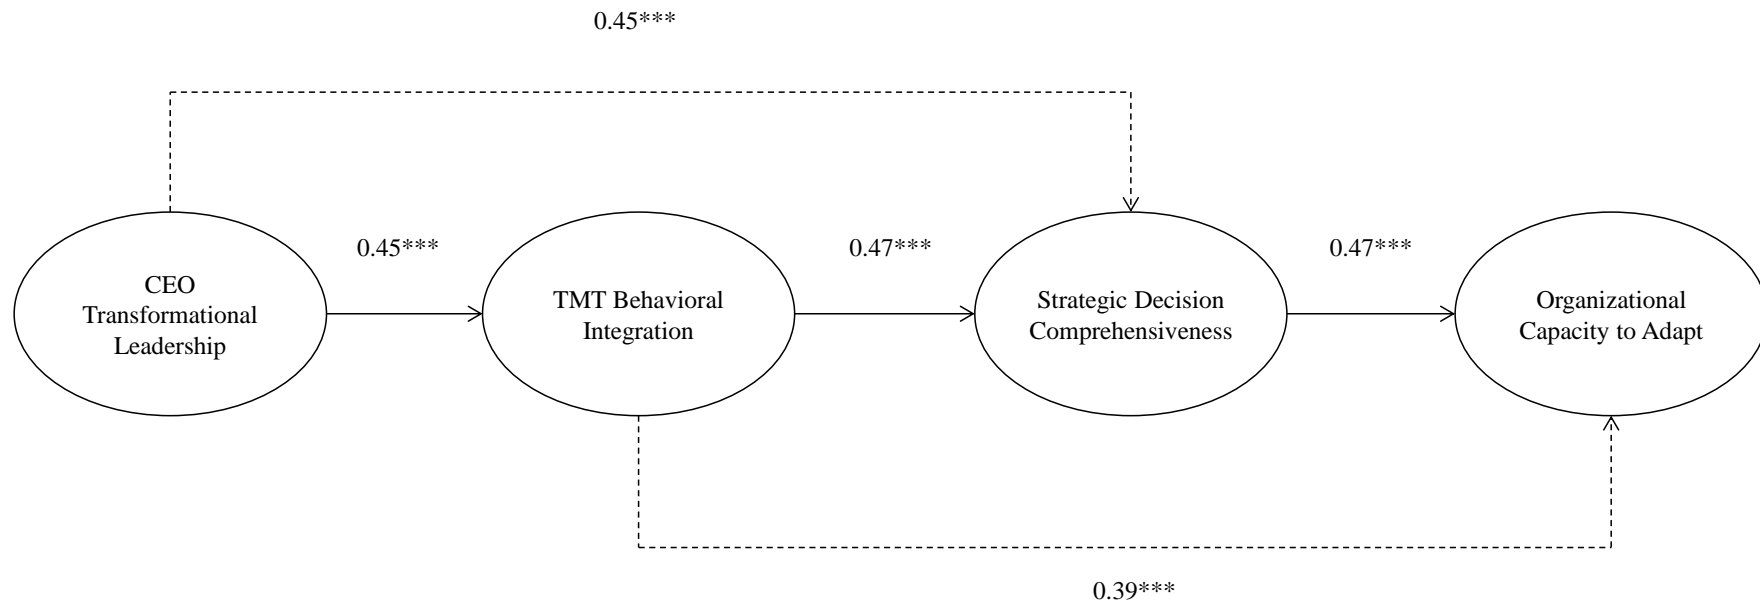 0.45***
0.45***
0.47***
0.47***
CEO
Transformational
Leadership
TMT Behavioral
Integration
Strategic Decision
Comprehensiveness
Organizational
Capacity to Adapt
0.39***